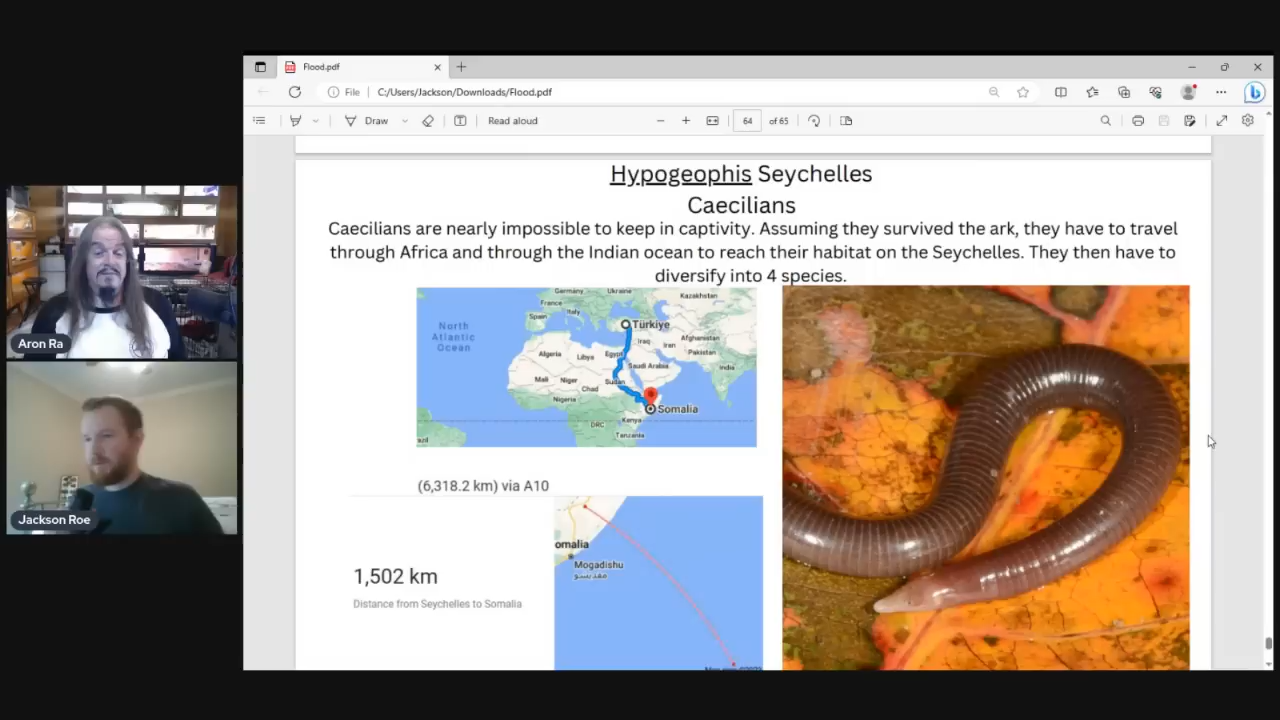 Flood.pdf
File
C:/Users/Jackson/Downloads/Flood.pdf
Draw
Read aloud
64
of 65
Hypogeophis Seychelles
Caecilians
Caecilians are nearly impossible to keep in captivity. Assuming they survived the ark, they have to travel
through Africa and through the Indian ocean to reach their habitat on the Seychelles. They then have to
diversify into 4 species.
Germany
Ukraine
Kazakhstan
France
Italy
Spain
Türkiye
North
Atlantic
Ocean
Afghanistan
Iraq
Iran
Pakistan
Algeria
Libya
Egypt
Saudi Arabia
India
Mali
Niger
Sudan
Chad
Nigeria
Somalia
DRC
Kenya
Tanzania
azil
(6,318.2 km) via A10
omalia
Mogadishu
1,502 km
Distance from Seychelles to Somalia
Aron Ra
Jackson Roe